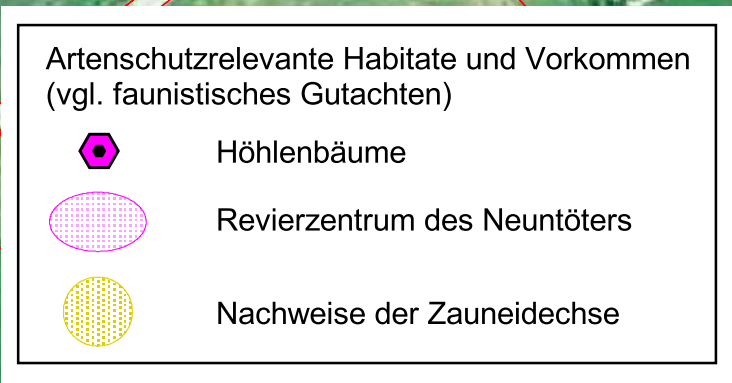 Artenschutzrelevante Habitate und Vorkommen
(vgl. faunistisches Gutachten)
Höhlenbäume
Revierzentrum des Neuntöters
Nachweise der Zauneidechse